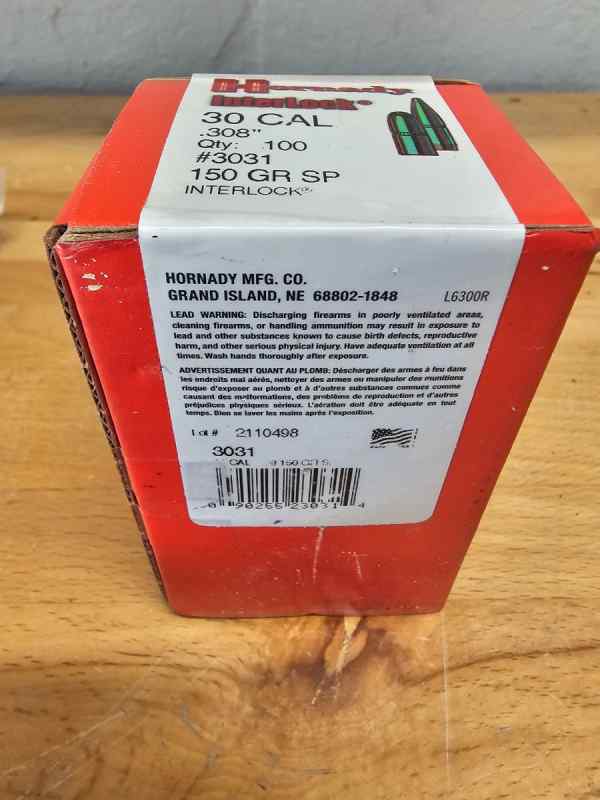 Hornady
InterLock®
30 CAL
.308"
Qty: 100
#3031
150 GR SP
INTERLOCK®
HORNADY MFG. CO.
GRAND ISLAND, NE 68802-1848 L6300R
LEAD WARNING: Discharging firearms in poorly ventilated areas,
cleaning firearms, or handling ammunition may result in exposure to
lead and other substances known to cause birth defects, reproductive
harm, and other serious physical injury. Have adequate ventilation at all
times. Wash hands thoroughly after exposure.
ADVERTISSEMENT QUANT AU PLOMB: Décharger des armes à feu dans
les endroits mal aérés, nettoyer des armes ou manipuler des munitions
risque d'exposer au plomb et à d'autres substances connues comme
causant des malformations, des problèmes de reproduction et d'autres
préjudices physiques sérieux. L'aération doit être adéquate en tout
temps. Bien se laver les mains après l'exposition.
Lot # 2110498
3031
CAL 150
0 90255 23031 4